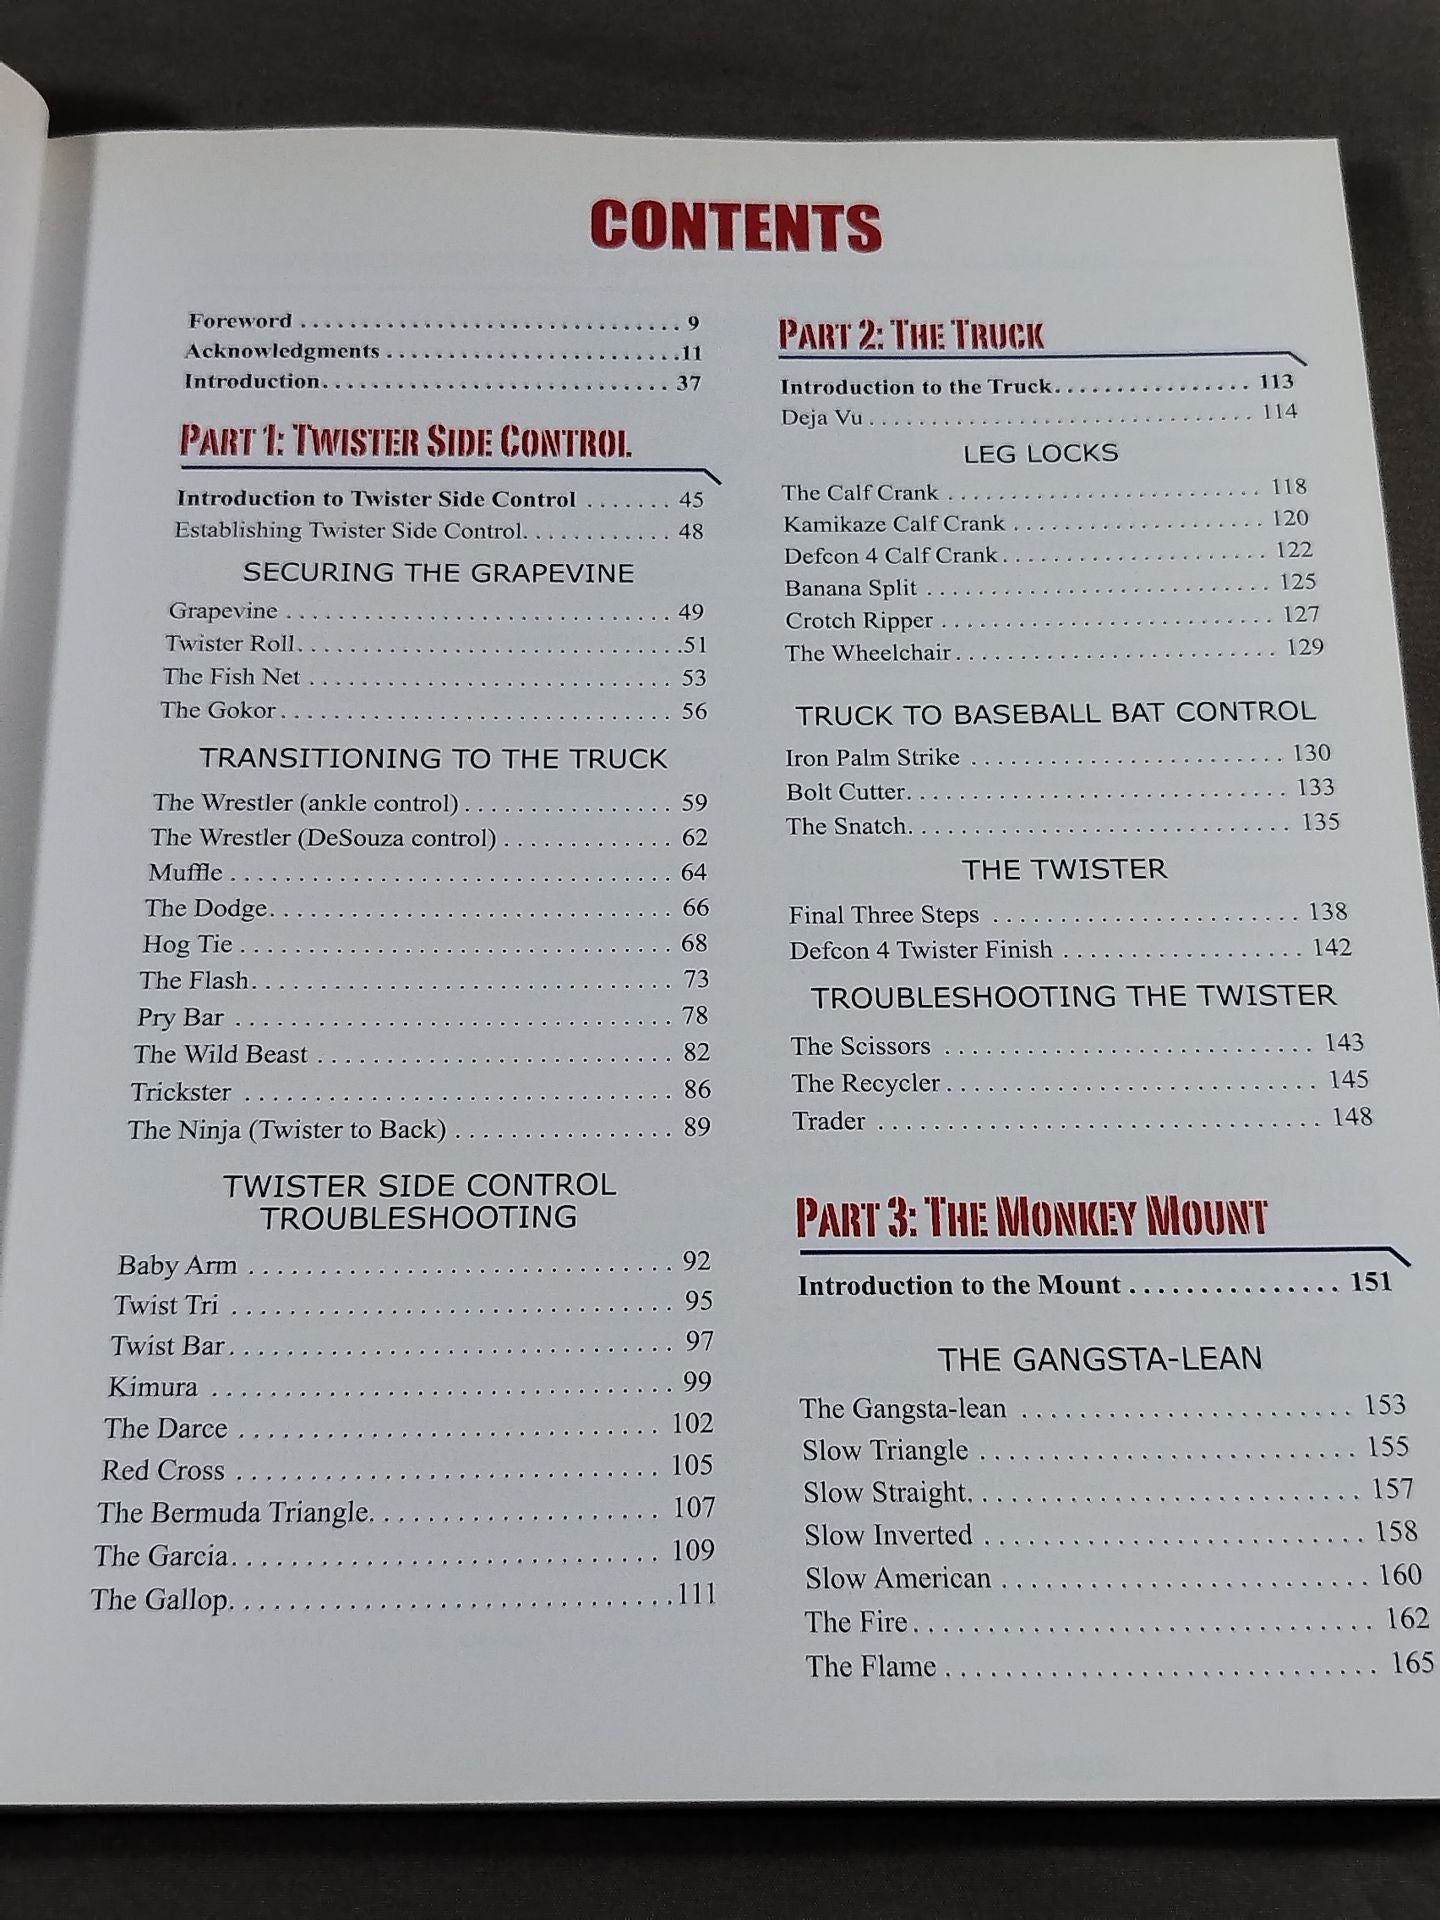 CONTENTS
Foreword . . . . . . . . . . . . . . . . . . . . . . . . . . . . . . . 9
Acknowledgments . . . . . . . . . . . . . . . . . . . . . . . .11
Introduction. . . . . . . . . . . . . . . . . . . . . . . . . . . . . 37
PART 1: TWISTER SIDE CONTROL
Introduction to Twister Side Control . . . . . . . 45
Establishing Twister Side Control. . . . . . . . . . . . 48
SECURING THE GRAPEVINE
Grapevine . . . . . . . . . . . . . . . . . . . . . . . . . . . . . 49
Twister Roll. . . . . . . . . . . . . . . . . . . . . . . . . . . . .51
The Fish Net . . . . . . . . . . . . . . . . . . . . . . . . . . . 53
The Gokor. . . . . . . . . . . . . . . . . . . . . . . . . . . . . 56
TRANSITIONING TO THE TRUCK
The Wrestler (ankle control) . . . . . . . . . . . . . . . . 59
The Wrestler (DeSouza control) . . . . . . . . . . . . . 62
Muffle . . . . . . . . . . . . . . . . . . . . . . . . . . . . . . . . . 64
The Dodge. . . . . . . . . . . . . . . . . . . . . . . . . . . . . . 66
Hog Tie . . . . . . . . . . . . . . . . . . . . . . . . . . . . . . . . 68
The Flash. . . . . . . . . . . . . . . . . . . . . . . . . . . . . . . 73
Pry Bar . . . . . . . . . . . . . . . . . . . . . . . . . . . . . . . . 78
The Wild Beast . . . . . . . . . . . . . . . . . . . . . . . . . . 82
Trickster . . . . . . . . . . . . . . . . . . . . . . . . . . . . . . . 86
The Ninja (Twister to Back) . . . . . . . . . . . . . . . . 89
TWISTER SIDE CONTROL
TROUBLESHOOTING
Baby Arm . . . . . . . . . . . . . . . . . . . . . . . . . . . . . . 92
Twist Tri . . . . . . . . . . . . . . . . . . . . . . . . . . . . . . . 95
Twist Bar. . . . . . . . . . . . . . . . . . . . . . . . . . . . . . . 97
Kimura . . . . . . . . . . . . . . . . . . . . . . . . . . . . . . . . 99
The Darce . . . . . . . . . . . . . . . . . . . . . . . . . . . . . 102
Red Cross . . . . . . . . . . . . . . . . . . . . . . . . . . . . . 105
The Bermuda Triangle. . . . . . . . . . . . . . . . . . . . 107
The Garcia. . . . . . . . . . . . . . . . . . . . . . . . . . . . . 109
The Gallop. . . . . . . . . . . . . . . . . . . . . . . . . . . . . .111
PART 2: THE TRUCK
Introduction to the Truck. . . . . . . . . . . . . . . . 113
Deja Vu . . . . . . . . . . . . . . . . . . . . . . . . . . . . . . . 114
LEG LOCKS
The Calf Crank . . . . . . . . . . . . . . . . . . . . . . . . . 118
Kamikaze Calf Crank . . . . . . . . . . . . . . . . . . . . 120
Defcon 4 Calf Crank. . . . . . . . . . . . . . . . . . . . . 122
Banana Split . . . . . . . . . . . . . . . . . . . . . . . . . . . 125
Crotch Ripper . . . . . . . . . . . . . . . . . . . . . . . . . . 127
The Wheelchair. . . . . . . . . . . . . . . . . . . . . . . . . 129
TRUCK TO BASEBALL BAT CONTROL
Iron Palm Strike . . . . . . . . . . . . . . . . . . . . . . . . 130
Bolt Cutter. . . . . . . . . . . . . . . . . . . . . . . . . . . . . 133
The Snatch. . . . . . . . . . . . . . . . . . . . . . . . . . . . . 135
THE TWISTER
Final Three Steps . . . . . . . . . . . . . . . . . . . . . . . 138
Defcon 4 Twister Finish . . . . . . . . . . . . . . . . . . 142
TROUBLESHOOTING THE TWISTER
The Scissors . . . . . . . . . . . . . . . . . . . . . . . . . . . 143
The Recycler . . . . . . . . . . . . . . . . . . . . . . . . . . . 145
Trader . . . . . . . . . . . . . . . . . . . . . . . . . . . . . . . . 148
PART 3: THE MONKEY MOUNT
Introduction to the Mount . . . . . . . . . . . . . . . 151
THE GANGSTA-LEAN
The Gangsta-lean . . . . . . . . . . . . . . . . . . . . . . . 153
Slow Triangle . . . . . . . . . . . . . . . . . . . . . . . . . . 155
Slow Straight. . . . . . . . . . . . . . . . . . . . . . . . . . . 157
Slow Inverted . . . . . . . . . . . . . . . . . . . . . . . . . . 158
Slow American . . . . . . . . . . . . . . . . . . . . . . . . . 160
The Fire. . . . . . . . . . . . . . . . . . . . . . . . . . . . . . . 162
The Flame . . . . . . . . . . . . . . . . . . . . . . . . . . . . . 165